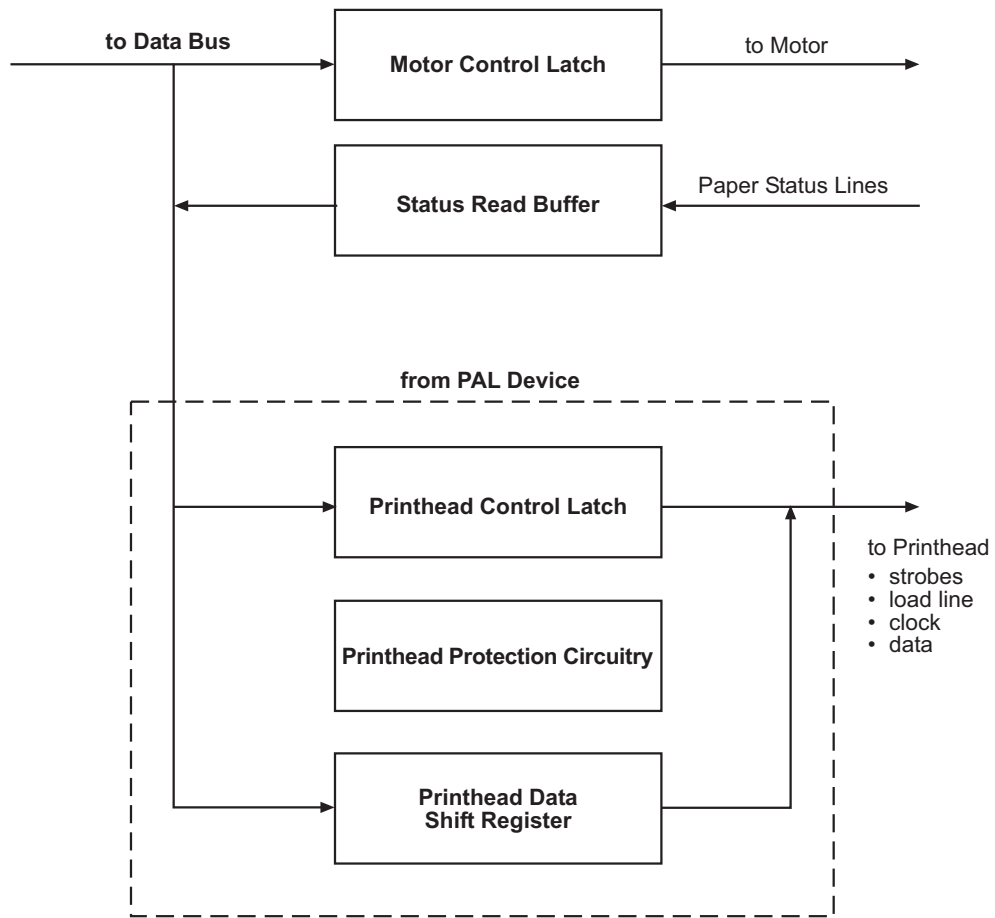 to Data Bus
Motor Control Latch
to Motor
Status Read Buffer
Paper Status Lines
from PAL Device
Printhead Control Latch
to Printhead
• strobes
• load line
• clock
• data
Printhead Protection Circuitry
Printhead Data
Shift Register